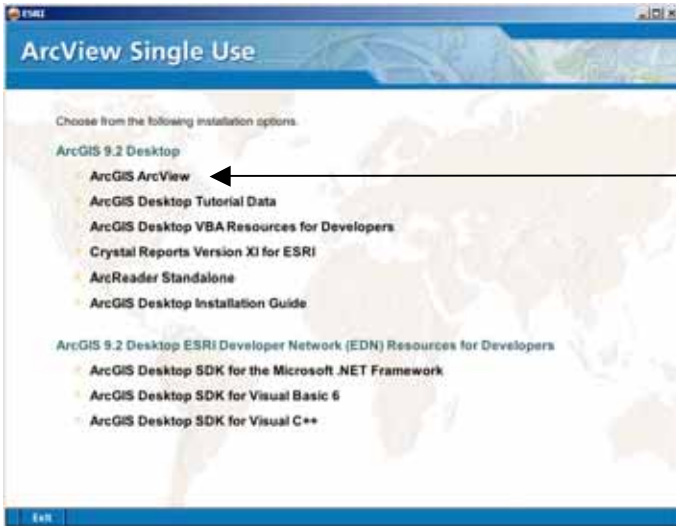 ESRI
ArcView Single Use
Choose from the following installation options.
ArcGIS 9.2 Desktop
ArcGIS ArcView
ArcGIS Desktop Tutorial Data
ArcGIS Desktop VBA Resources for Developers
Crystal Reports Version XI for ESRI
ArcReader Standalone
ArcGIS Desktop Installation Guide
ArcGIS 9.2 Desktop ESRI Developer Network (EDN) Resources for Developers
ArcGIS Desktop SDK for the Microsoft .NET Framework
ArcGIS Desktop SDK for Visual Basic 6
ArcGIS Desktop SDK for Visual C++
Exit